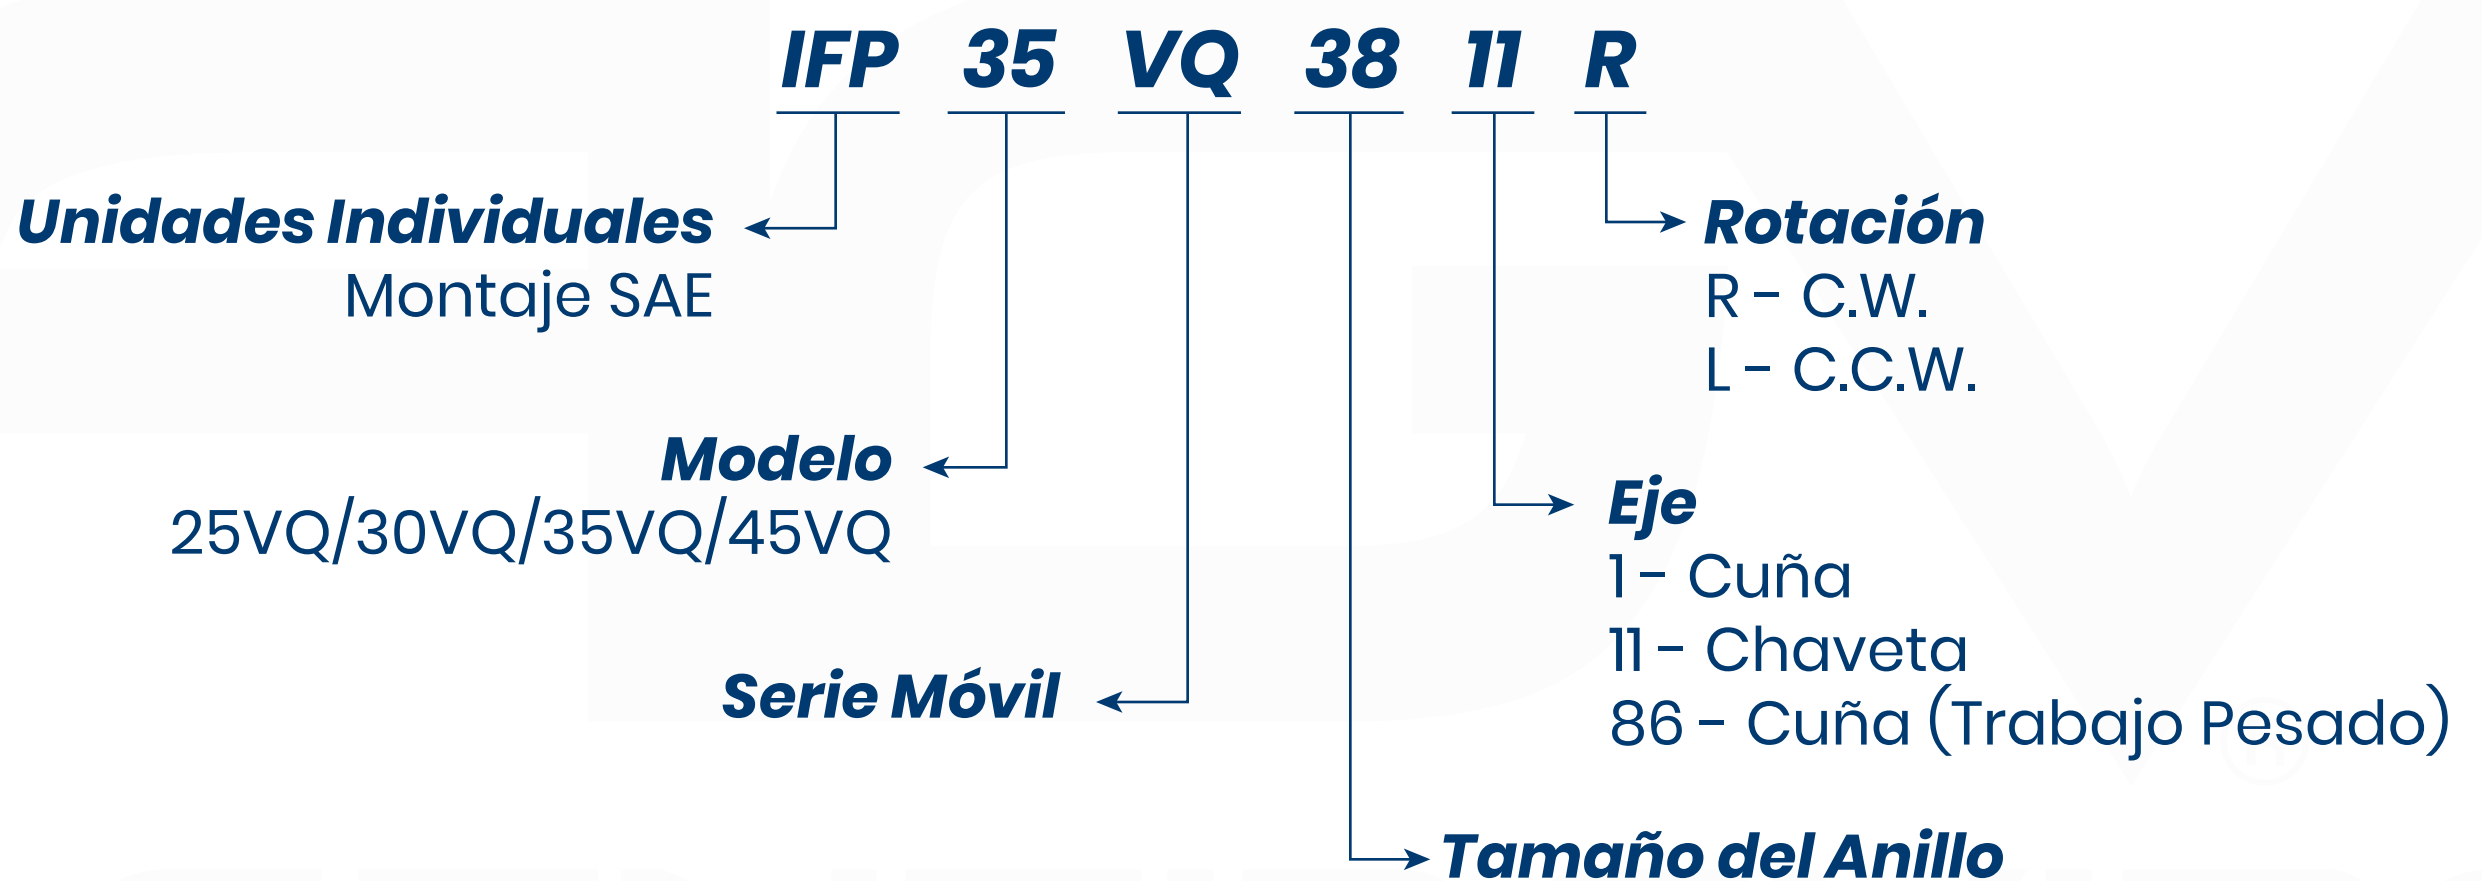 IFP 35 VQ 38 11 R
Unidades Individuales
Montaje SAE
Rotación
R - C.W.
L - C.C.W.
Modelo
25VQ/30VQ/35VQ/45VQ
Eje
1 - Cuña
11 - Chaveta
86 - Cuña (Trabajo Pesado)
Serie Móvil
Tamaño del Anillo